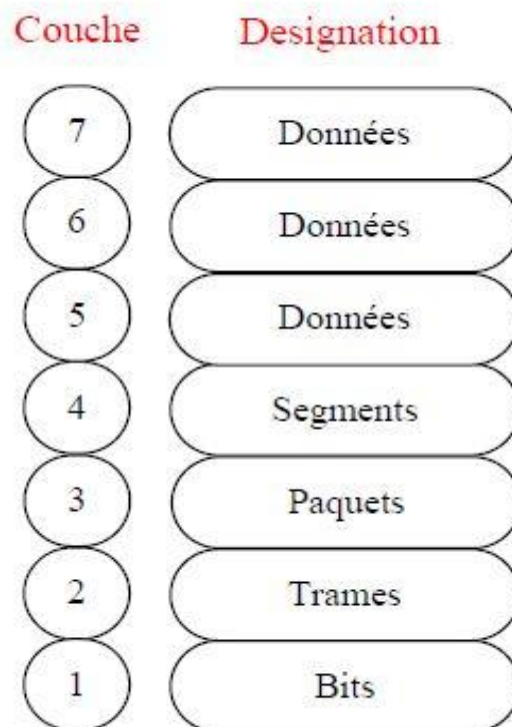 Couche Designation
7 Données
6 Données
5 Données
4 Segments
3 Paquets
2 Trames
1 Bits